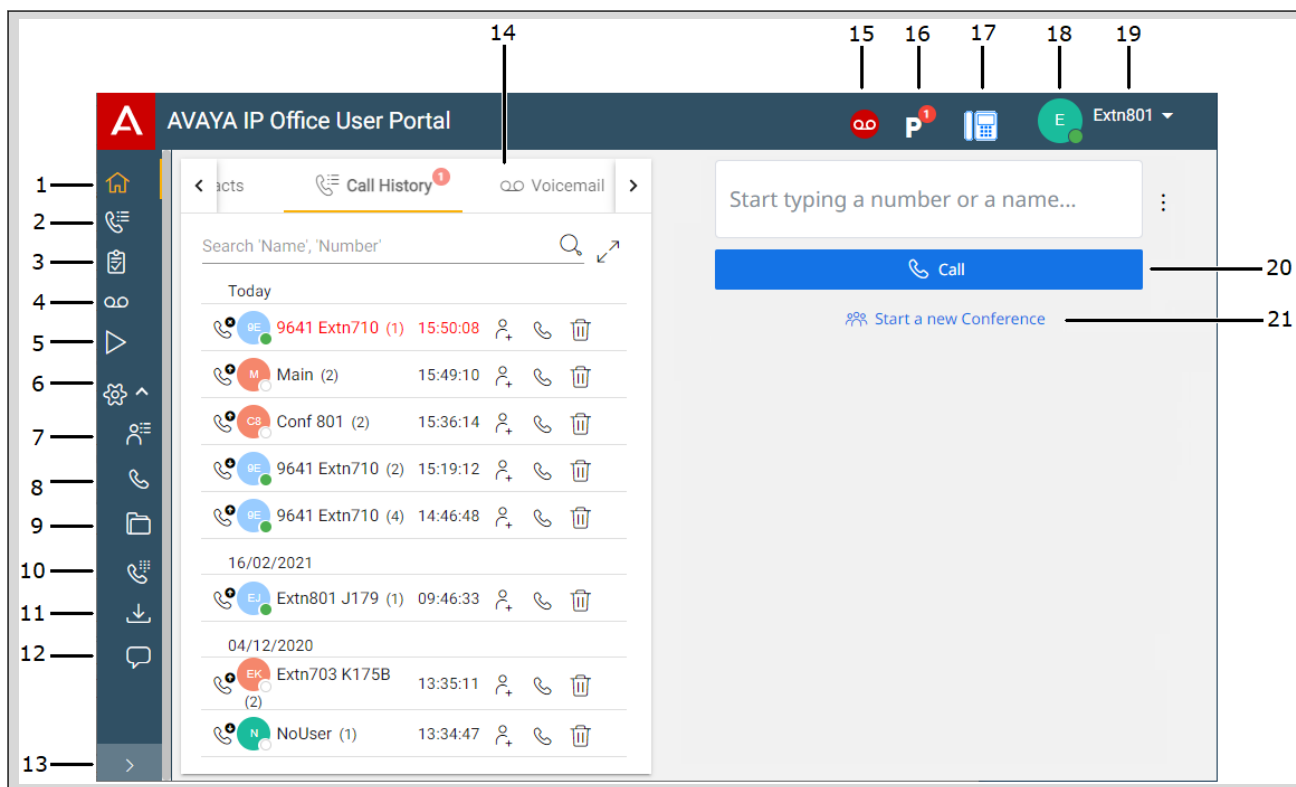 14 15 16 17 18 19
AVAYA IP Office User Portal
P 1
E
Extn801
1
2
3
4
5
6
7
8
9
10
11
12
13
acts
Call History 1
Voicemail
Search 'Name', 'Number'
Today
9E 9641 Extn710 (1) 15:50:08
M Main (2) 15:49:10
C8 Conf 801 (2) 15:36:14
9E 9641 Extn710 (2) 15:19:12
9E 9641 Extn710 (4) 14:46:48
16/02/2021
EJ Extn801 J179 (1) 09:46:33
04/12/2020
EK Extn703 K175B 13:35:11
(2)
N NoUser (1) 13:34:47
Start typing a number or a name...
Call
20
Start a new Conference
21